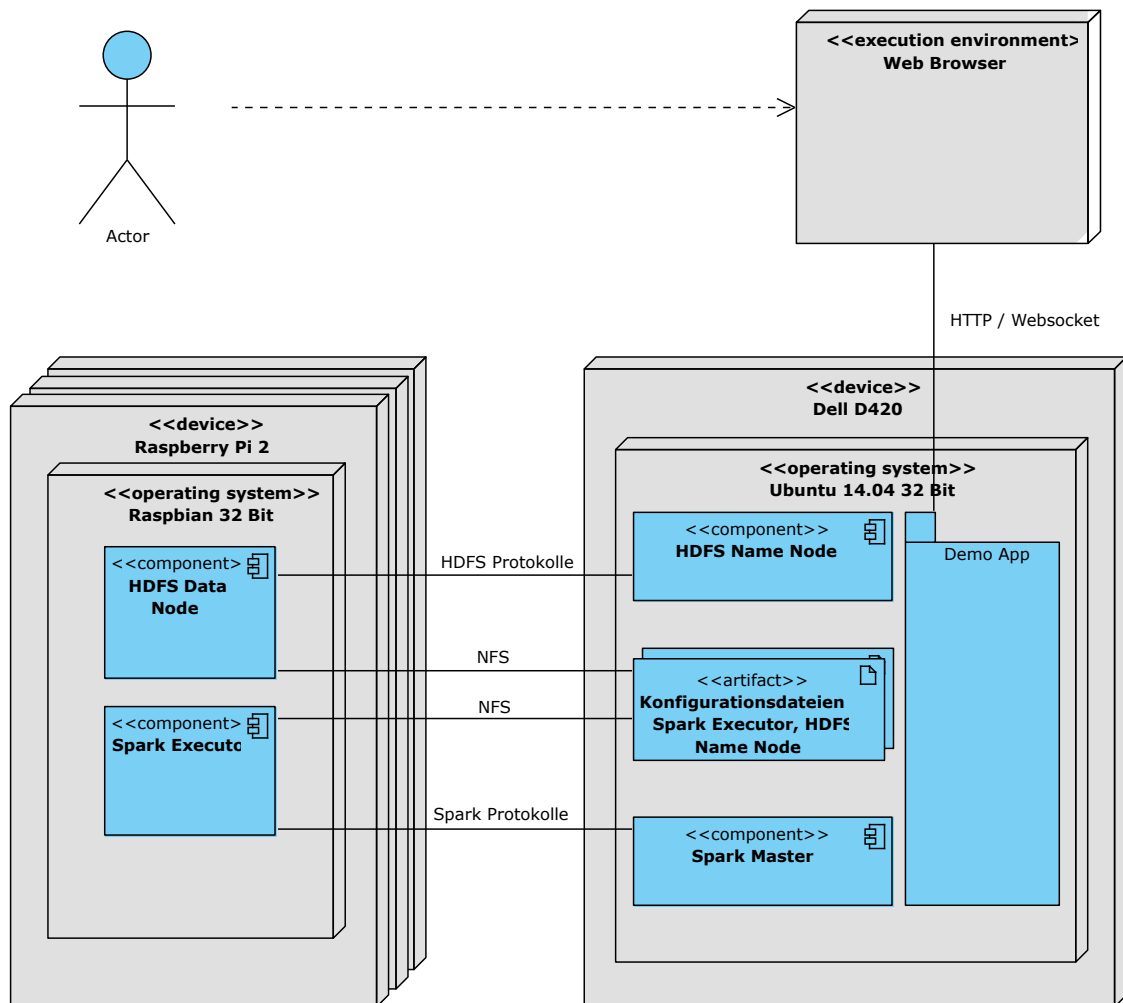 <<execution environment>
Web Browser
Actor
HTTP / Websocket
<<device>>
Raspberry Pi 2
<<operating system>>
Raspbian 32 Bit
<<component>
HDFS Data
Node
<<component>
Spark Executo
HDFS Protokolle
NFS
NFS
Spark Protokolle
<<device>>
Dell D420
<<operating system>>
Ubuntu 14.04 32 Bit
<<component>>
HDFS Name Node
<<artifact>>
Konfigurationsdateien
Spark Executor, HDFS
Name Node
<<component>>
Spark Master
Demo App